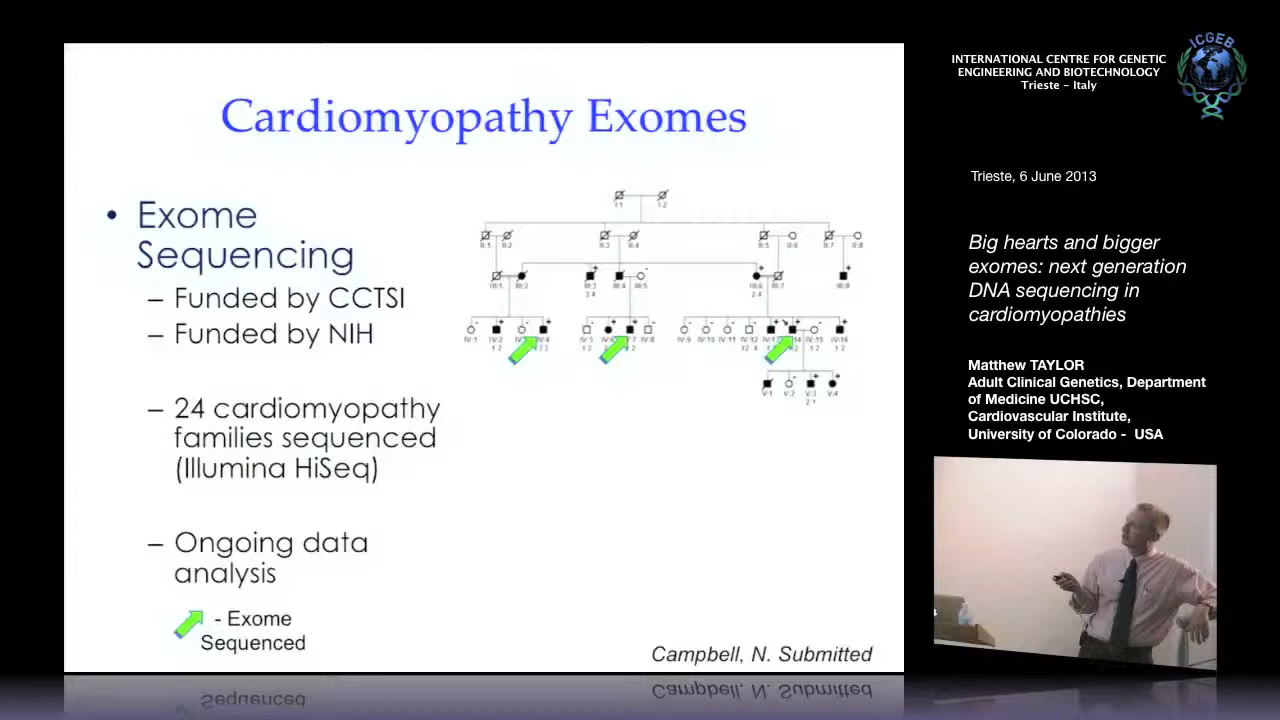 Cardiomyopathy Exomes
• Exome
Sequencing
– Funded by CCTSI
– Funded by NIH
– 24 cardiomyopathy
families sequenced
(Illumina HiSeq)
– Ongoing data
analysis
- Exome
Sequenced
Campbell, N. Submitted
ICGEB
INTERNATIONAL CENTRE FOR GENETIC
ENGINEERING AND BIOTECHNOLOGY
Trieste - Italy
Trieste, 6 June 2013
Big hearts and bigger
exomes: next generation
DNA sequencing in
cardiomyopathies
Matthew TAYLOR
Adult Clinical Genetics, Department
of Medicine UCHSC,
Cardiovascular Institute,
University of Colorado - USA